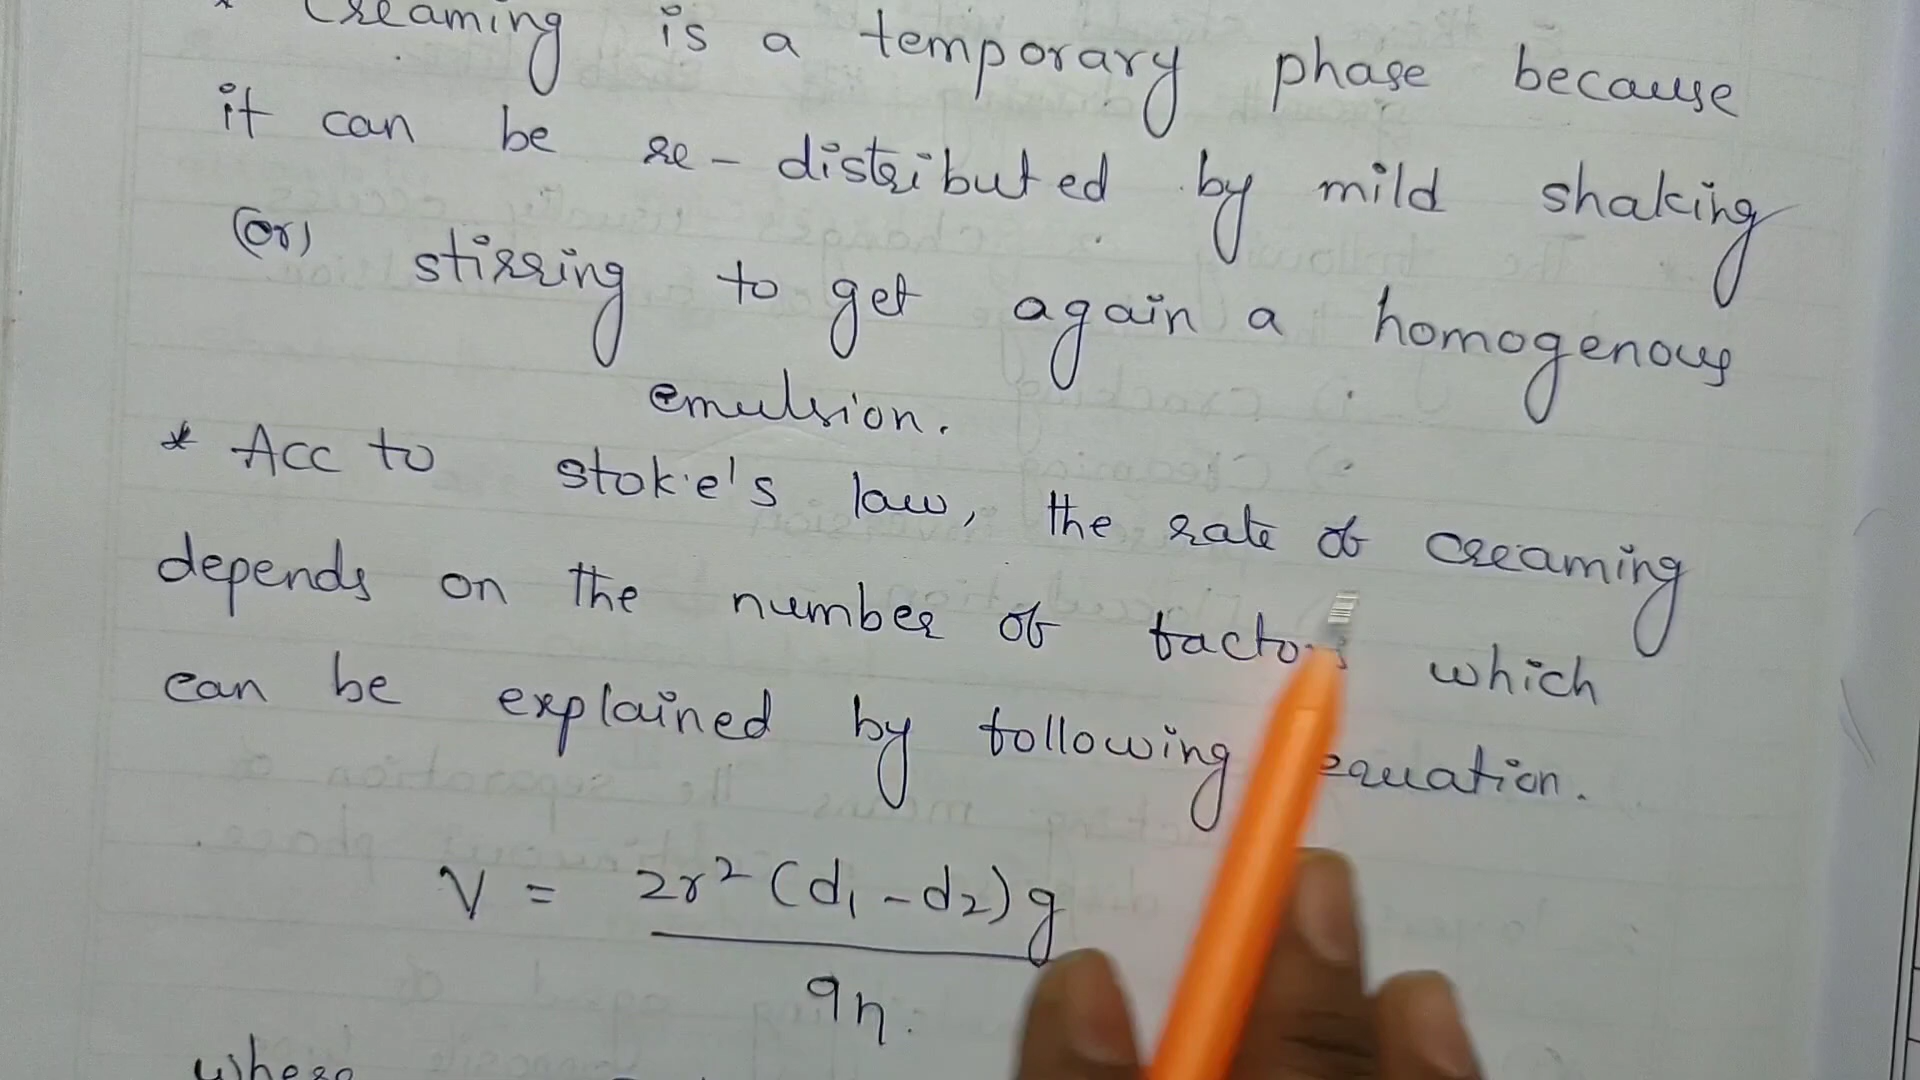 * Creaming is a temporary phase because
it can be re-distributed by mild shaking
(or) stirring to get again a homogenous
emulsion.
* Acc to stoke's law, the rate of creaming
depends on the number of factors which
can be explained by following equation.
V = 2r² (d₁ - d₂) g
9η.
where